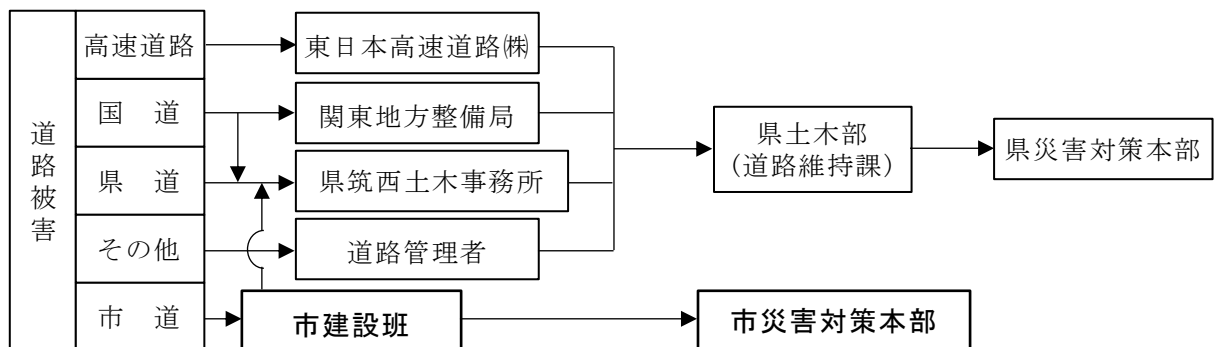 道路被害
高速道路
東日本高速道路㈱
国　道
関東地方整備局
県　道
県筑西土木事務所
その他
道路管理者
市　道
市建設班
県土木部
(道路維持課)
県災害対策本部
市災害対策本部